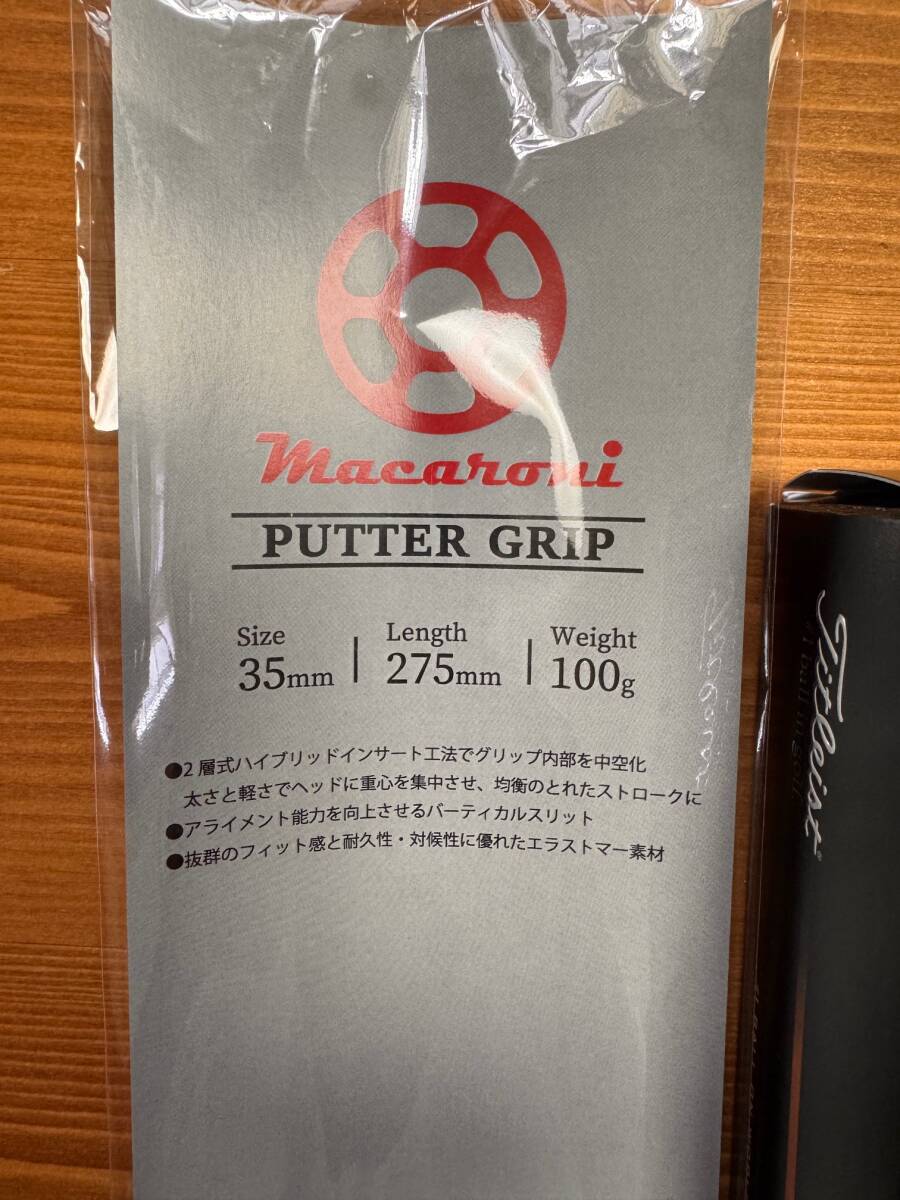 Macaroni
PUTTER GRIP
Size
35mm
Length
275mm
Weight
100g
●2層式ハイブリッドインサート工法でグリップ内部を中空化
太さと軽さでヘッドに重心を集中させ、均衡のとれたストロークに
●アライメント能力を向上させるバーティカルスリット
●抜群のフィット感と耐久性・対候性に優れたエラストマー素材
Titleist®
#1 ball in golf